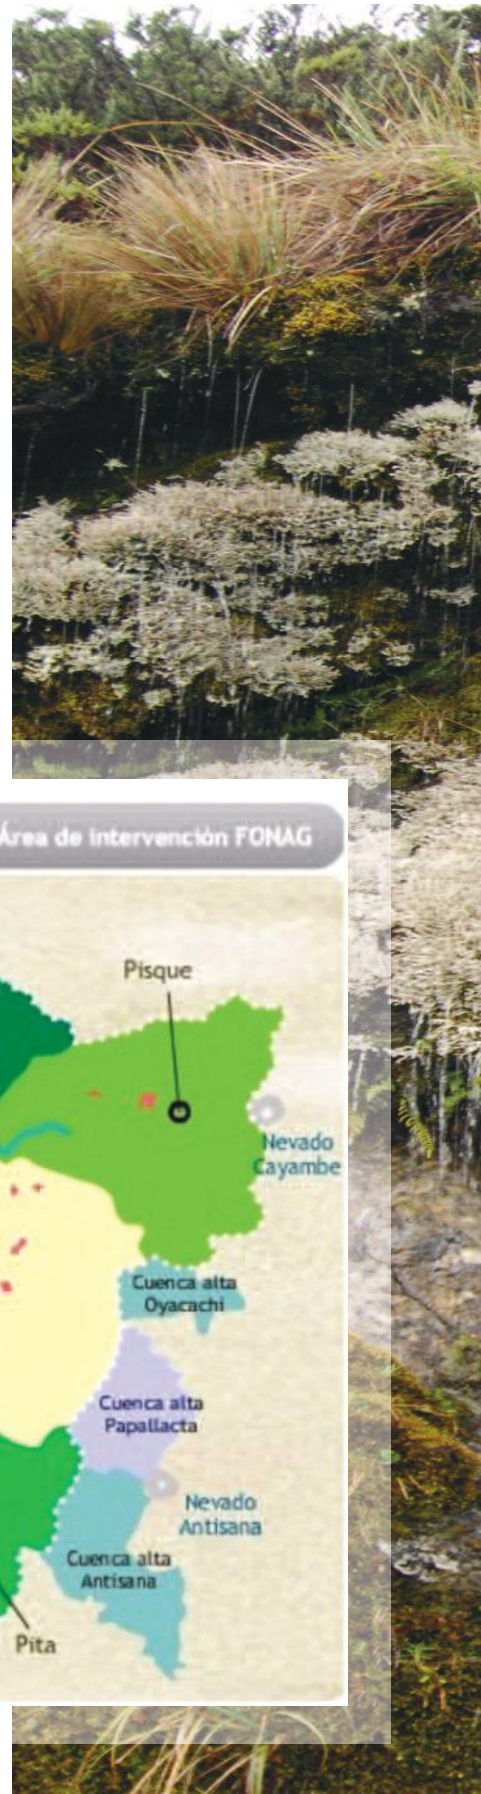 Área de intervención FONAG
Pisque
Nevado
Cayambe
Cuenca alta
Oyacachi
Cuenca alta
Papallacta
Nevado
Antisana
Cuenca alta
Antisana
Pita